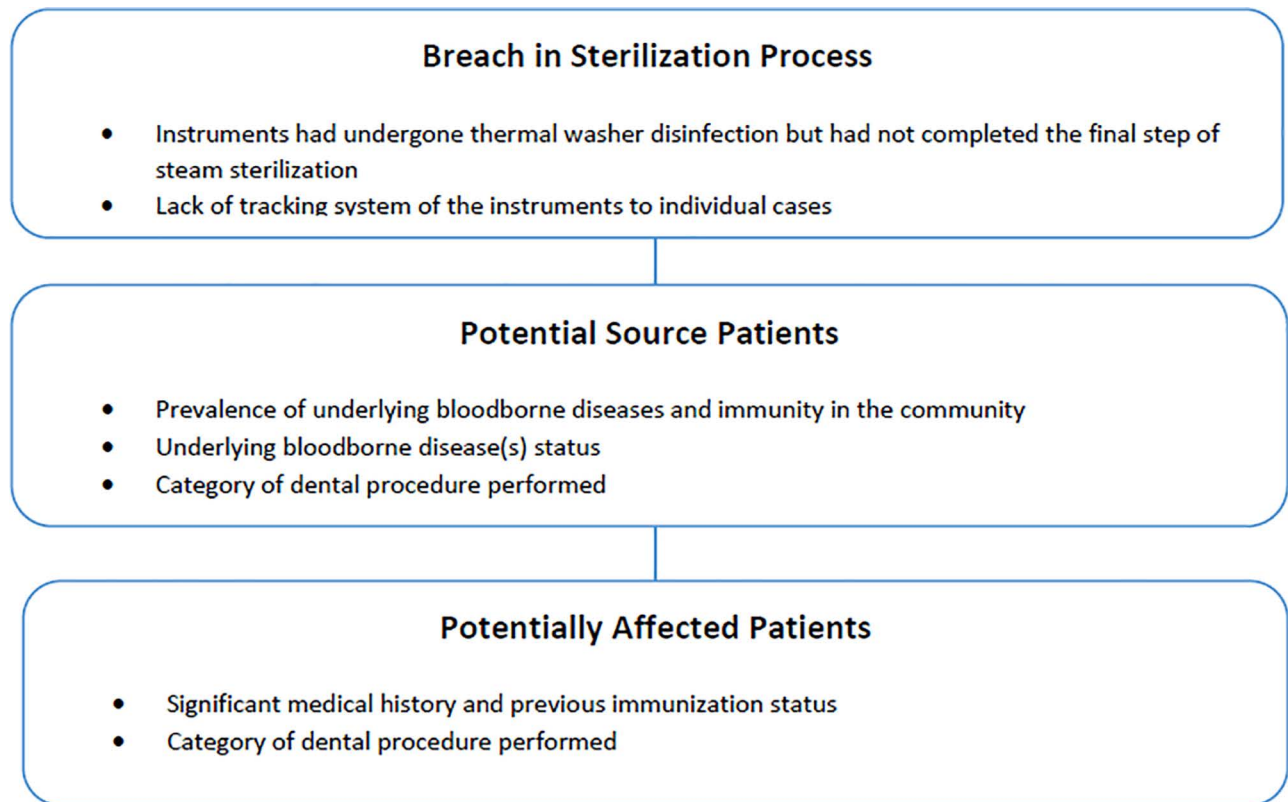 Breach in Sterilization Process
• Instruments had undergone thermal washer disinfection but had not completed the final step of
steam sterilization
• Lack of tracking system of the instruments to individual cases
Potential Source Patients
• Prevalence of underlying bloodborne diseases and immunity in the community
• Underlying bloodborne disease(s) status
• Category of dental procedure performed
Potentially Affected Patients
• Significant medical history and previous immunization status
• Category of dental procedure performed